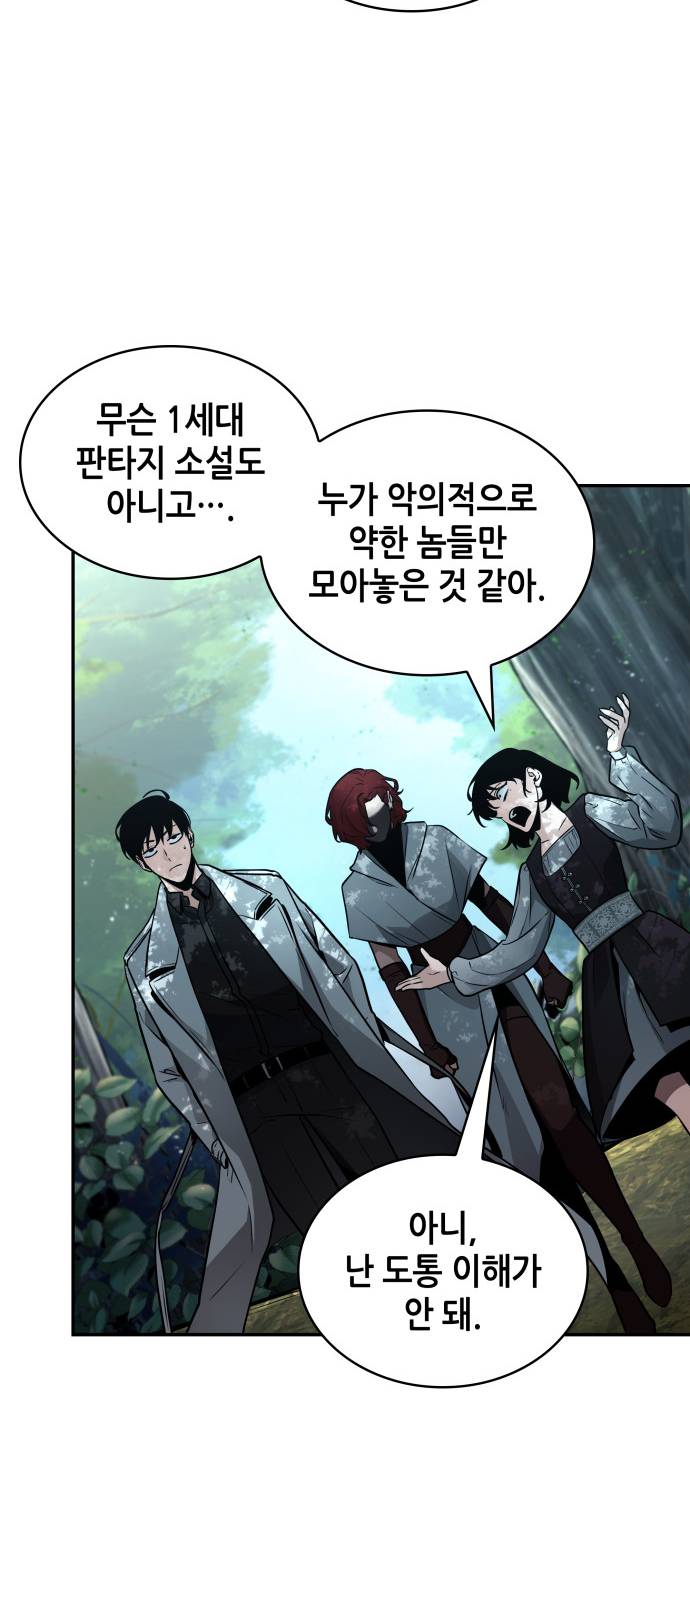 무슨 1세대
판타지 소설도
아니고….
누가 악의적으로
약한 놈들만
모아놓은 것 같아.
아니,
난 도통 이해가
안 돼.